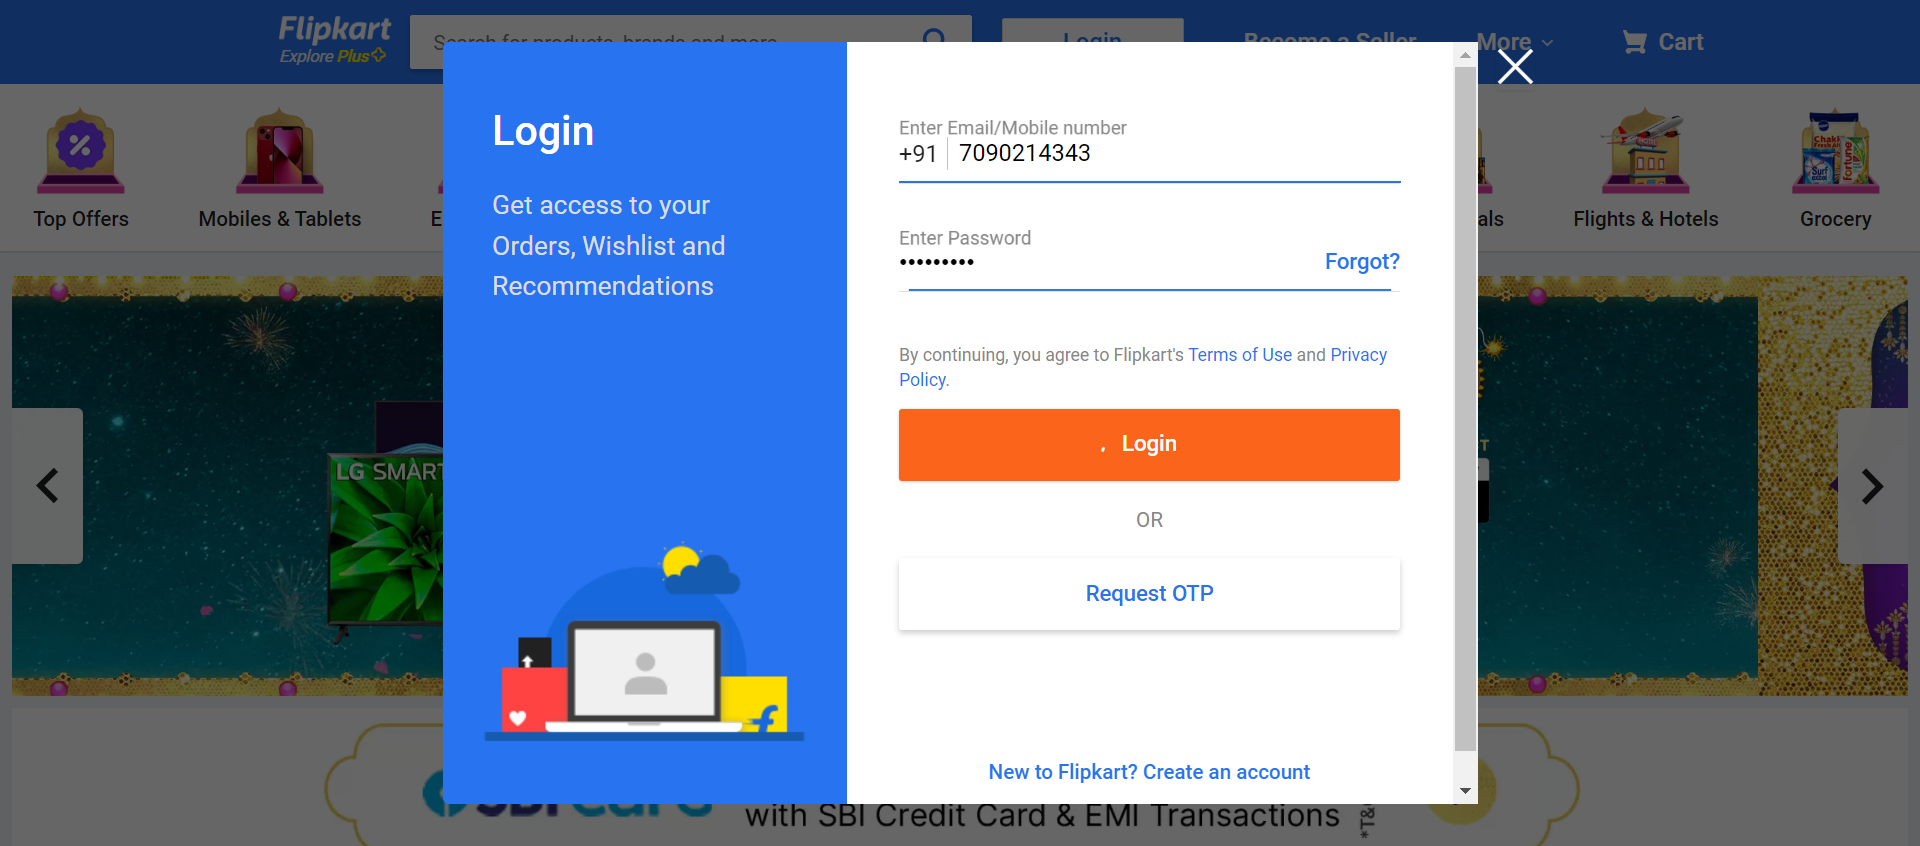 Flipkart
Explore Plus
Search for products, brands and more
Login
Become a Seller
More
Cart
Top Offers
Mobiles & Tablets
E
als
Flights & Hotels
Grocery
Login
Get access to your
Orders, Wishlist and
Recommendations
Enter Email/Mobile number
+91 7090214343
Enter Password
•••••••••
Forgot?
By continuing, you agree to Flipkart's Terms of Use and Privacy
Policy.
Login
OR
Request OTP
New to Flipkart? Create an account
LG SMART
SBI card
with SBI Credit Card & EMI Transactions
*T&C